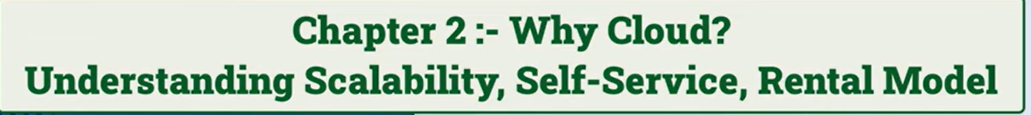 Chapter 2 :- Why Cloud?
Understanding Scalability, Self-Service, Rental Model